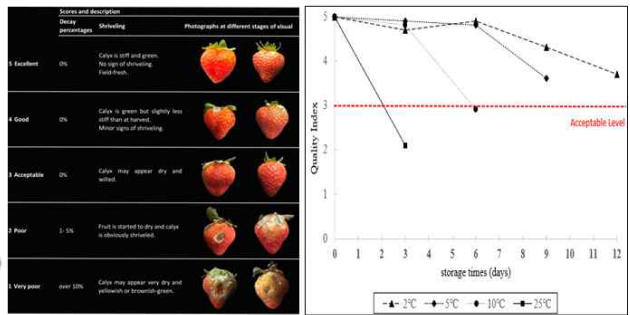 Scores and description
Decay percentages
Shriveling
Photographs at different stages of visual
5 Excellent
0%
Calyx is stiff and green.
No sign of shriveling.
Field-fresh.
4 Good
0%
Calyx is green but slightly less
stiff than at harvest.
Minor signs of shriveling.
3 Acceptable
0%
Calyx may appear dry and
wilted.
2 Poor
1- 5%
Fruit is started to dry and calyx
is obviously shriveled.
1 Very poor
over 10%
Calyx may appear very dry and
yellowish or brownish-green.
Quality Index
5
4
3
2
1
0
Acceptable Level
0 1 2 3 4 5 6 7 8 9 10 11 12
storage times (days)
2℃ 5℃ 10℃ 25℃